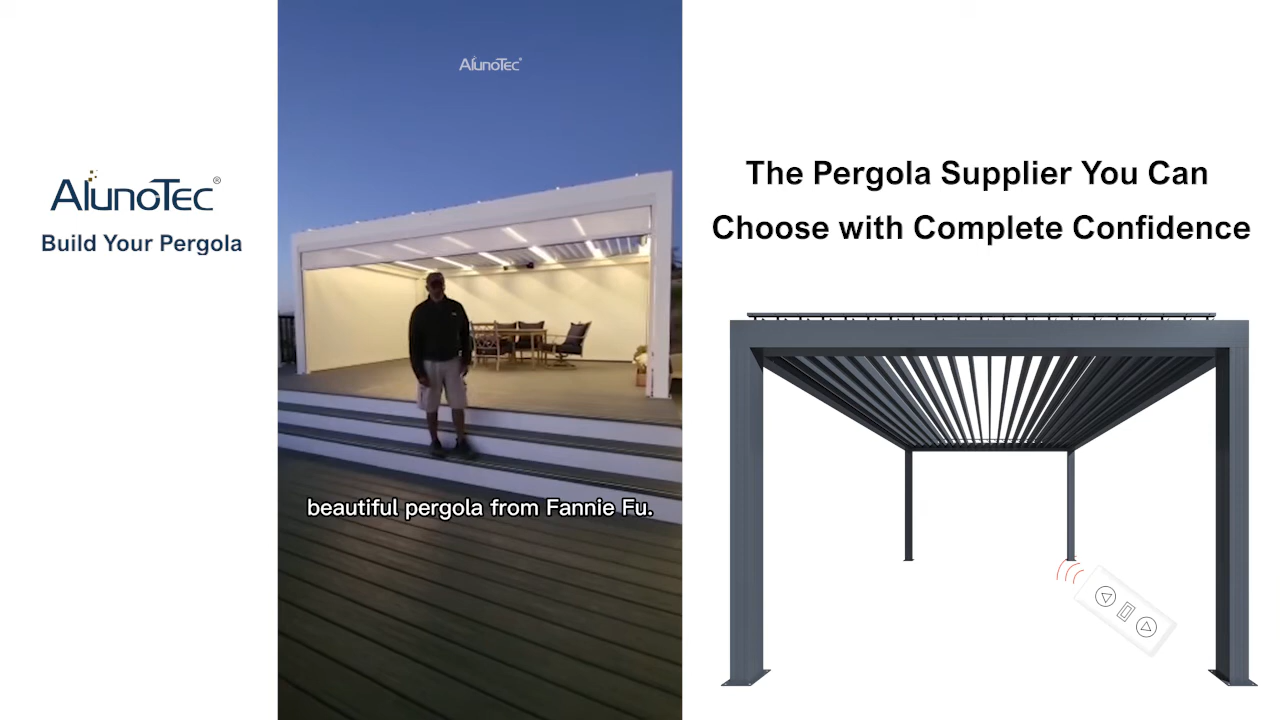 AlunoTec®
Build Your Pergola
AlunoTec®
beautiful pergola from Fannie Fu.
The Pergola Supplier You Can
Choose with Complete Confidence